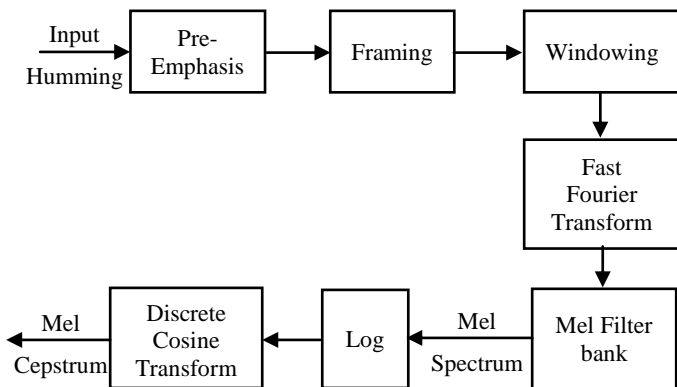 Input
Humming
Pre-
Emphasis
Framing
Windowing
Fast
Fourier
Transform
Mel Filter
bank
Mel
Spectrum
Log
Discrete
Cosine
Transform
Mel
Cepstrum